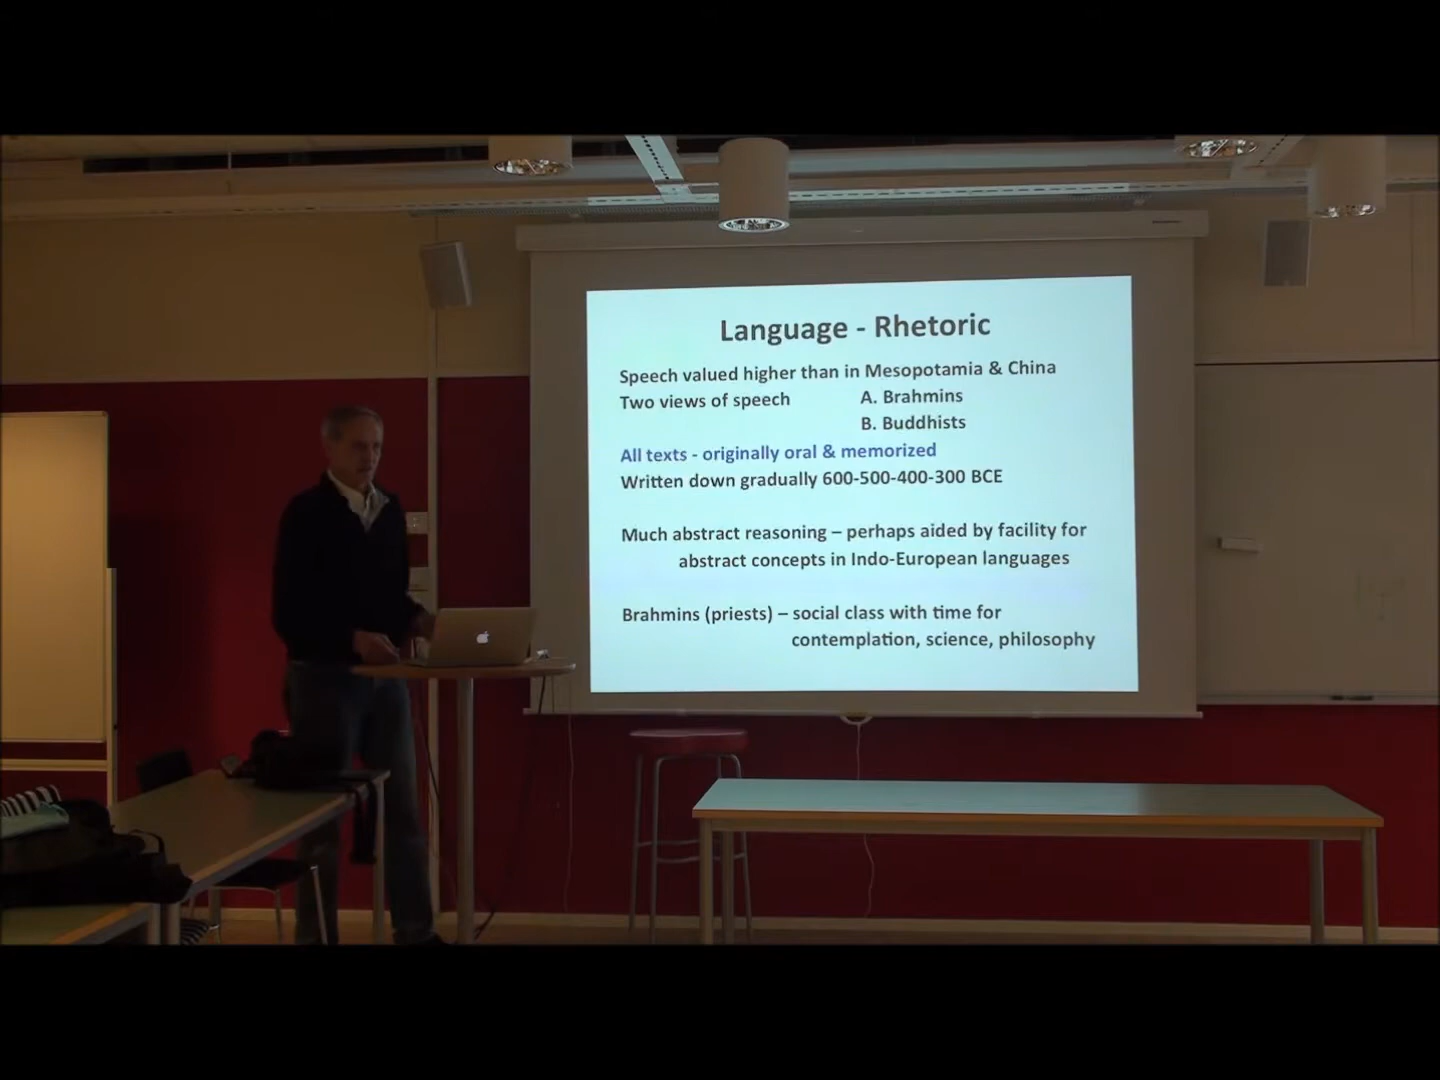 Language - Rhetoric
Speech valued higher than in Mesopotamia & China
Two views of speech A. Brahmins
B. Buddhists
All texts - originally oral & memorized
Written down gradually 600-500-400-300 BCE
Much abstract reasoning – perhaps aided by facility for
abstract concepts in Indo-European languages
Brahmins (priests) – social class with time for
contemplation, science, philosophy